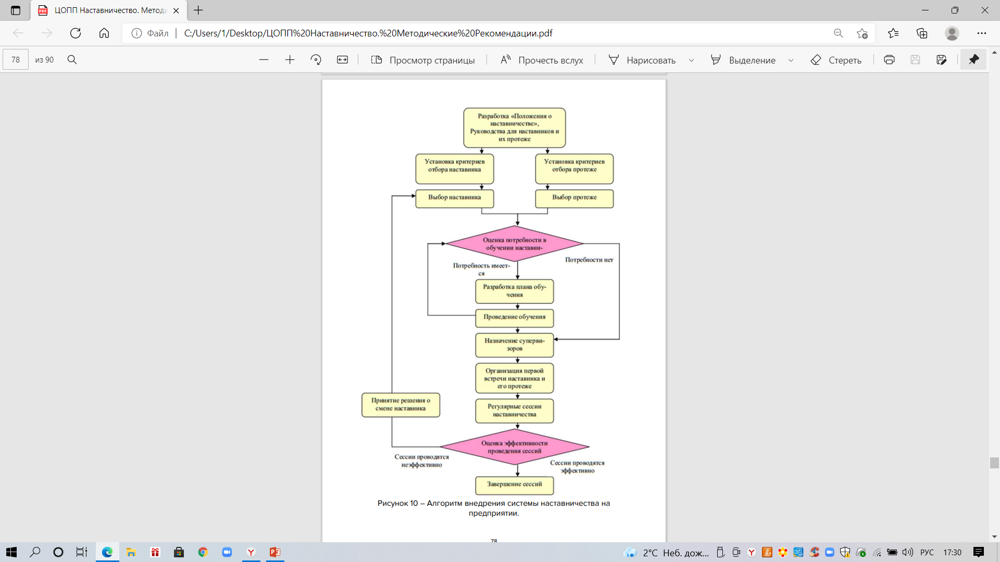 ЦОПП Наставничество. Методи
Файл
C:/Users/1/Desktop/ЦОПП%20Наставничество.%20Методические%20Рекомендации.pdf
78
из 90
Просмотр страницы
Прочесть вслух
Нарисовать
Выделение
Стереть
Разработка «Положения о
наставничестве»,
Руководства для наставников и
их протеже
Установка критериев
отбора наставника
Установка критериев
отбора протеже
Выбор наставника
Выбор протеже
Оценка потребности в
обучении наставни-
Потребности нет
Потребность имеет-
ся
Разработка плана обу-
чения
Проведение обучения
Назначение суперви-
зоров
Организация первой
встречи наставника и
его протеже
Принятие решения о
смене наставника
Регулярные сессии
наставничества
Оценка эффективности
проведения сессий
Сессии проводятся
неэффективно
Сессии проводятся
эффективно
Завершение сессий
Рисунок 10 – Алгоритм внедрения системы наставничества на
предприятии.
78
2°C Неб. дож...
РУС
17:30